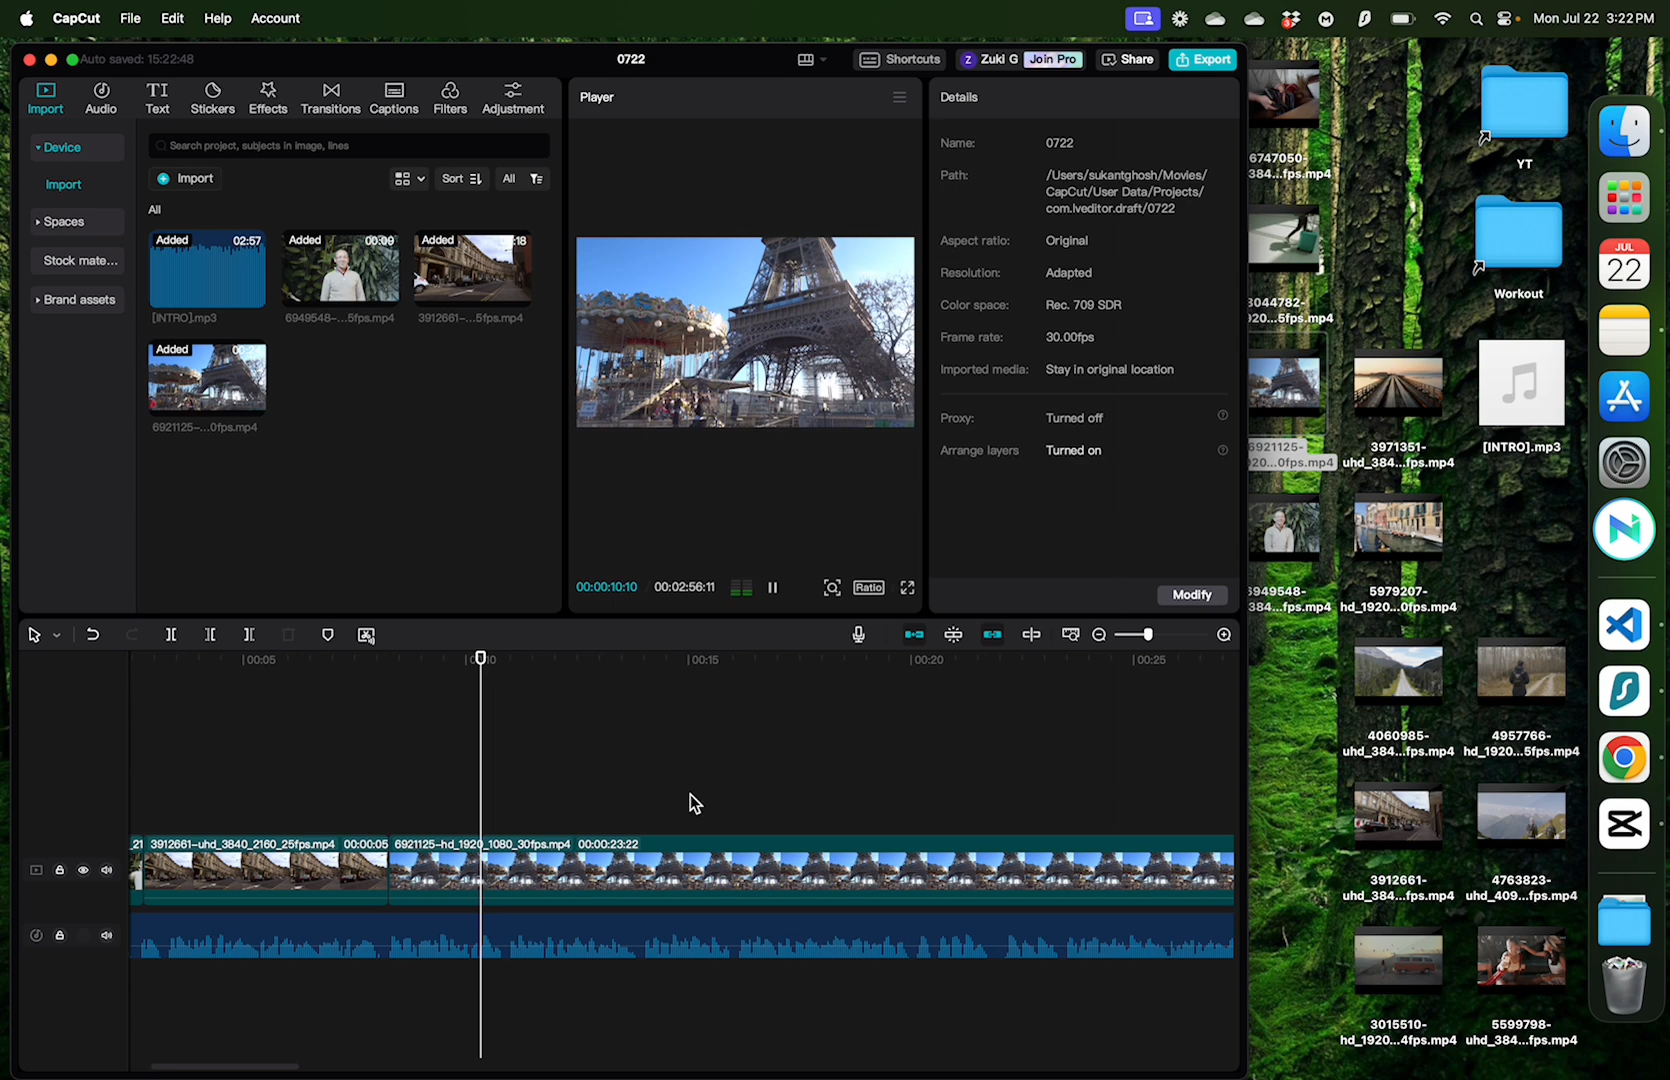 CapCut File Edit Help Account
Mon Jul 22 3:22 PM
Auto saved: 15:22:48
0722
Shortcuts
Z Zuki G Join Pro
Share
Export
Import Audio Text Stickers Effects Transitions Captions Filters Adjustment
Device
Import
Spaces
Stock mate...
Brand assets
Search project, subjects in image, lines
Import
Sort
All
All
Added 02:57
[INTRO].mp3
Added 00:09
6949548-...5fps.mp4
Added :18
3912661-...5fps.mp4
Added
6921125-...0fps.mp4
Player
00:00:10:10 00:02:56:11
Ratio
Details
Name: 0722
Path: /Users/sukantghosh/Movies/
CapCut/User Data/Projects/
com.lveditor.draft/0722
Aspect ratio: Original
Resolution: Adapted
Color space: Rec. 709 SDR
Frame rate: 30.00fps
Imported media: Stay in original location
Proxy: Turned off
Arrange layers Turned on
Modify
00:05 00:10 00:15 00:20 00:25
_21 3912661-uhd_3840_2160_25fps.mp4 00:00:05
6921125-hd_1920_1080_30fps.mp4 00:00:23:22
6747050-
384...fps.mp4
YT
3044782-
920...5fps.mp4
Workout
6921125-
920...0fps.mp4
3971351-
uhd_384...fps.mp4
[INTRO].mp3
6949548-
384...fps.mp4
5979207-
hd_1920...0fps.mp4
4060985-
uhd_384...fps.mp4
4957766-
hd_1920...5fps.mp4
3912661-
uhd_384...fps.mp4
4763823-
uhd_409...fps.mp4
3015510-
hd_1920...4fps.mp4
5599798-
uhd_384...fps.mp4
JUL
22